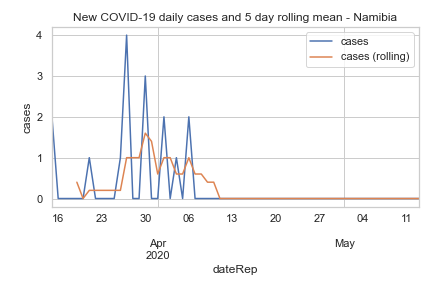 New COVID-19 daily cases and 5 day rolling mean - Namibia
cases
cases (rolling)
cases
4
3
2
1
0
16 23 30 06 13 20 27 04 11
Apr May
2020
dateRep